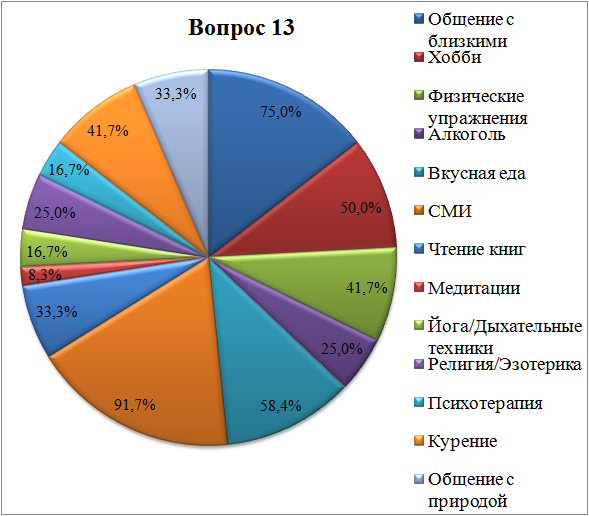 Вопрос 13
75,0%
50,0%
41,7%
25,0%
58,4%
91,7%
33,3%
8,3%
16,7%
25,0%
16,7%
41,7%
33,3%
Общение с
близкими
Хобби
Физические
упражнения
Алкоголь
Вкусная еда
СМИ
Чтение книг
Медитации
Йога/Дыхательные
техники
Религия/Эзотерика
Психотерапия
Курение
Общение с
природой